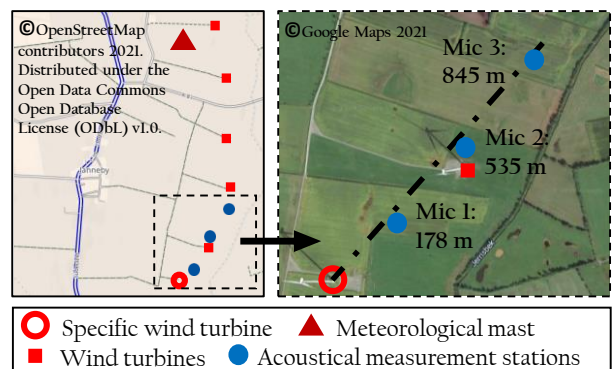 ©OpenStreetMap
contributors 2021.
Distributed under the
Open Data Commons
Open Database
License (ODbL) v1.0.
©Google Maps 2021
Mic 3:
845 m
Mic 2:
535 m
Mic 1:
178 m
Specific wind turbine
Meteorological mast
Wind turbines
Acoustical measurement stations